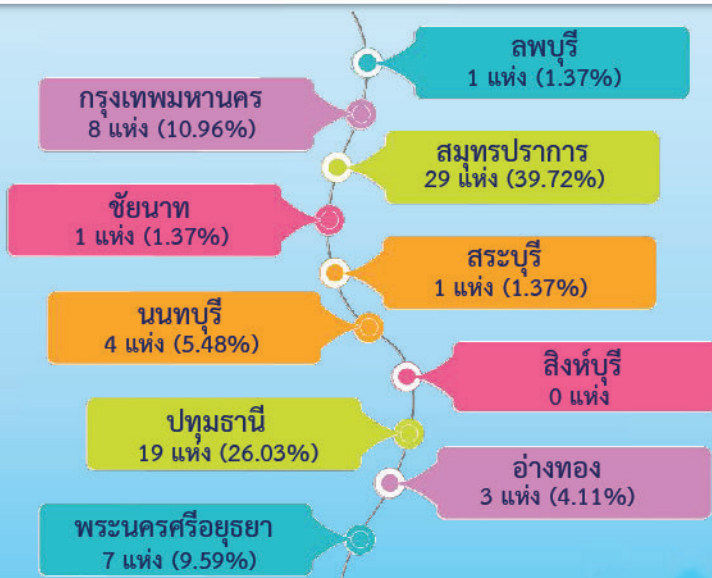 ลพบุรี
1 แห่ง (1.37%)
กรุงเทพมหานคร
8 แห่ง (10.96%)
สมุทรปราการ
29 แห่ง (39.72%)
ชัยนาท
1 แห่ง (1.37%)
สระบุรี
1 แห่ง (1.37%)
นนทบุรี
4 แห่ง (5.48%)
สิงห์บุรี
0 แห่ง
ปทุมธานี
19 แห่ง (26.03%)
อ่างทอง
3 แห่ง (4.11%)
พระนครศรีอยุธยา
7 แห่ง (9.59%)